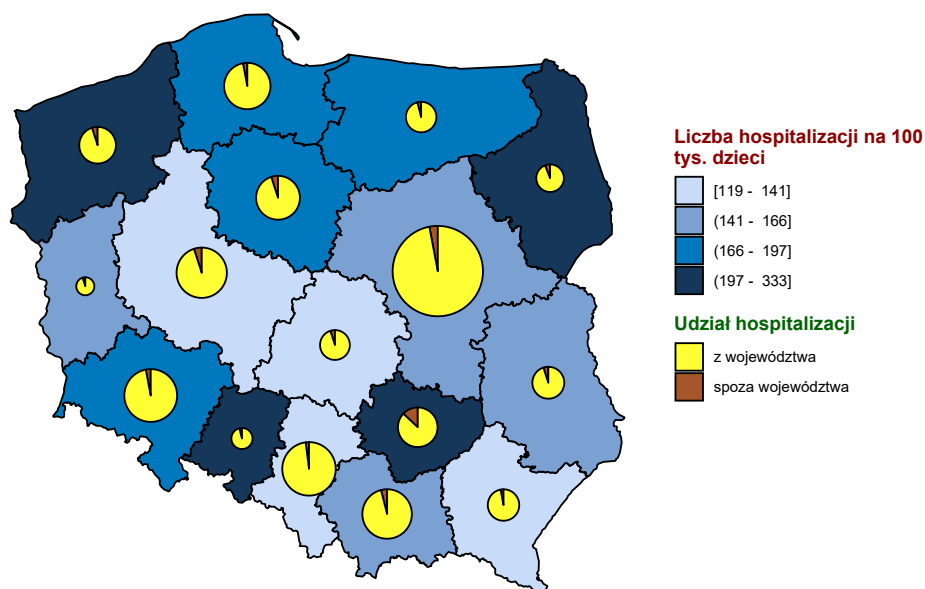 Liczba hospitalizacji na 100
tys. dzieci
[119 - 141]
(141 - 166]
(166 - 197]
(197 - 333]
Udział hospitalizacji
z województwa
spoza województwa